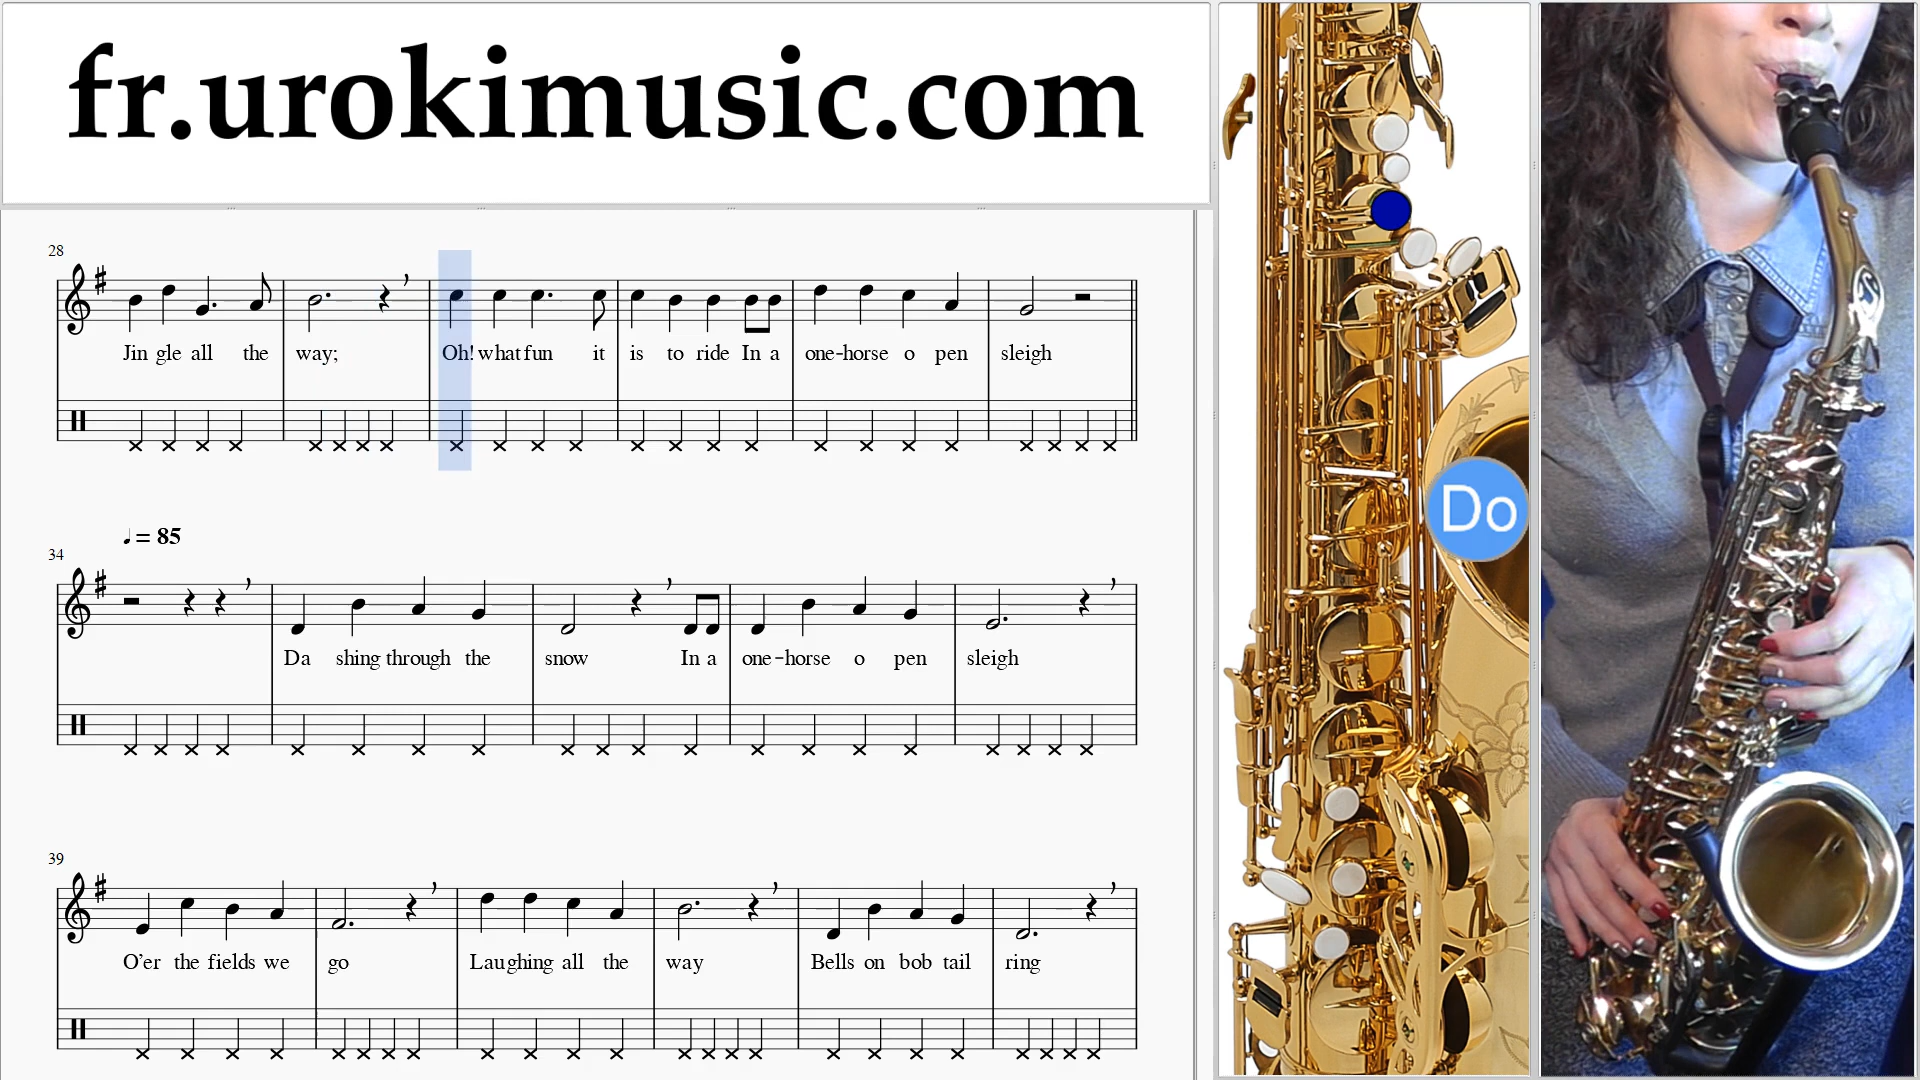 fr.urokimusic.com
28
Jin gle all the way; Oh! what fun it is to ride In a one-horse o pen sleigh
♩ = 85
34
Da shing through the snow In a one-horse o pen sleigh
39
O'er the fields we go Laughing all the way Bells on bob tail ring
Do